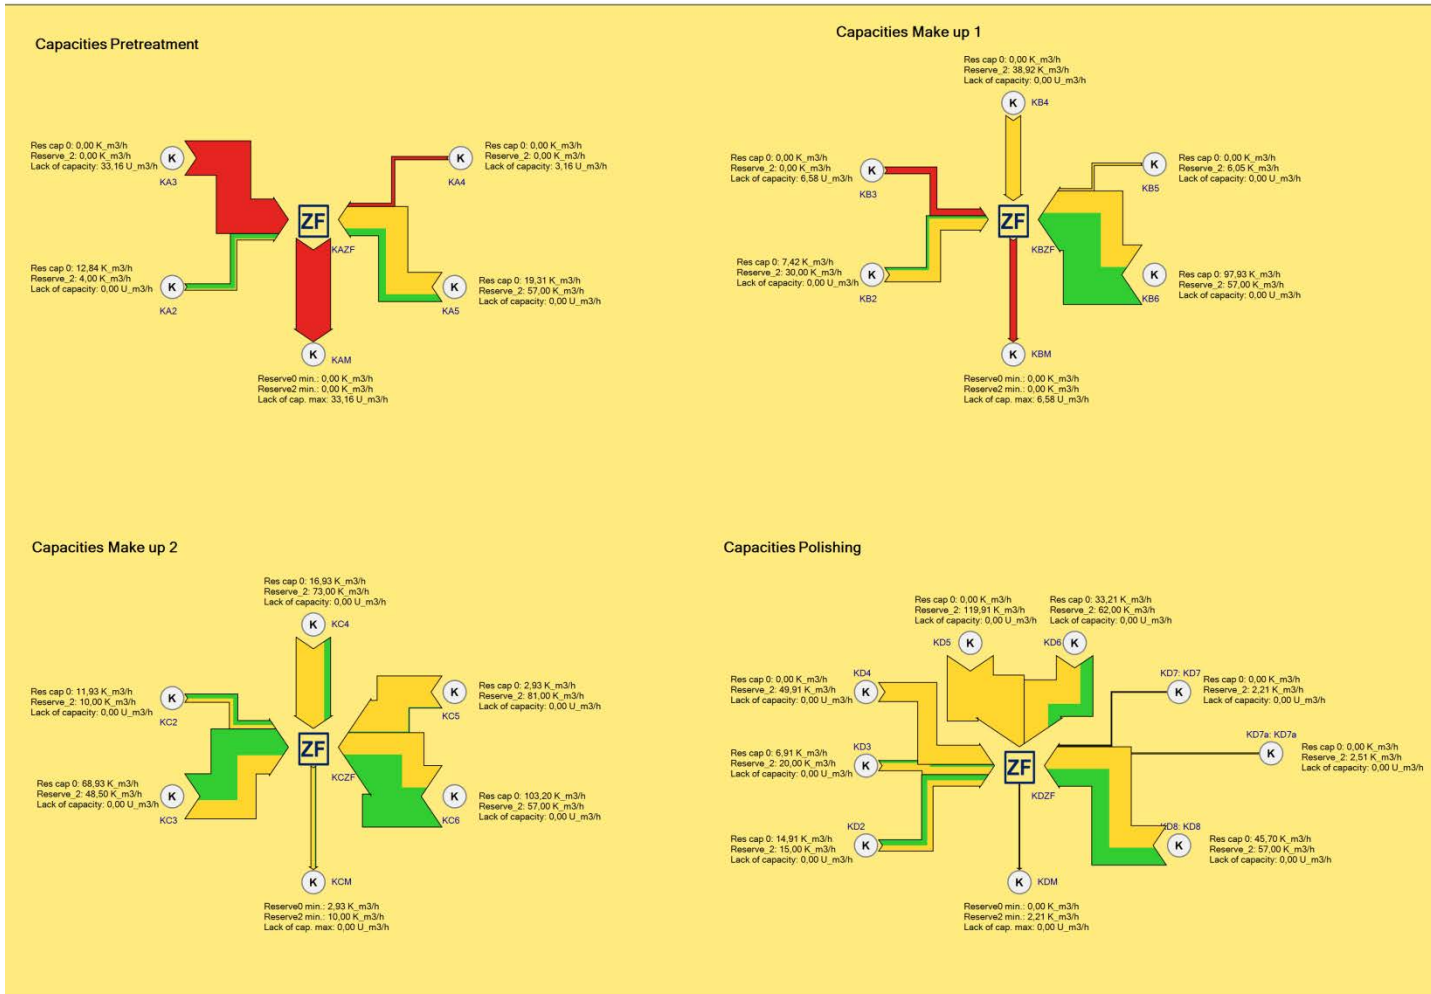 Capacities Pretreatment
Res cap 0: 0,00 K_m3/h
Reserve_2: 0,00 K_m3/h
Lack of capacity: 33,16 U_m3/h
K
KA3
Res cap 0: 0,00 K_m3/h
Reserve_2: 0,00 K_m3/h
Lack of capacity: 3,16 U_m3/h
K
KA4
ZF
KAZF
Res cap 0: 12,84 K_m3/h
Reserve_2: 4,00 K_m3/h
Lack of capacity: 0,00 U_m3/h
K
KA2
Res cap 0: 19,31 K_m3/h
Reserve_2: 57,00 K_m3/h
Lack of capacity: 0,00 U_m3/h
K
KA5
K
KAM
Reserve0 min.: 0,00 K_m3/h
Reserve2 min.: 0,00 K_m3/h
Lack of cap. max: 33,16 U_m3/h
Capacities Make up 1
Res cap 0: 0,00 K_m3/h
Reserve_2: 38,92 K_m3/h
Lack of capacity: 0,00 U_m3/h
K
KB4
Res cap 0: 0,00 K_m3/h
Reserve_2: 0,00 K_m3/h
Lack of capacity: 6,58 U_m3/h
K
KB3
Res cap 0: 0,00 K_m3/h
Reserve_2: 6,05 K_m3/h
Lack of capacity: 0,00 U_m3/h
K
KB5
ZF
KBZF
Res cap 0: 7,42 K_m3/h
Reserve_2: 30,00 K_m3/h
Lack of capacity: 0,00 U_m3/h
K
KB2
Res cap 0: 97,93 K_m3/h
Reserve_2: 57,00 K_m3/h
Lack of capacity: 0,00 U_m3/h
K
KB6
K
KBM
Reserve0 min.: 0,00 K_m3/h
Reserve2 min.: 0,00 K_m3/h
Lack of cap. max: 6,58 U_m3/h
Capacities Make up 2
Res cap 0: 16,93 K_m3/h
Reserve_2: 73,00 K_m3/h
Lack of capacity: 0,00 U_m3/h
K
KC4
Res cap 0: 11,93 K_m3/h
Reserve_2: 10,00 K_m3/h
Lack of capacity: 0,00 U_m3/h
K
KC2
Res cap 0: 2,93 K_m3/h
Reserve_2: 81,00 K_m3/h
Lack of capacity: 0,00 U_m3/h
K
KC5
ZF
KCZF
Res cap 0: 68,93 K_m3/h
Reserve_2: 48,50 K_m3/h
Lack of capacity: 0,00 U_m3/h
K
KC3
Res cap 0: 103,20 K_m3/h
Reserve_2: 57,00 K_m3/h
Lack of capacity: 0,00 U_m3/h
K
KC6
K
KCM
Reserve0 min.: 2,93 K_m3/h
Reserve2 min.: 10,00 K_m3/h
Lack of cap. max: 0,00 U_m3/h
Capacities Polishing
Res cap 0: 0,00 K_m3/h
Reserve_2: 119,91 K_m3/h
Lack of capacity: 0,00 U_m3/h
KD5
K
Res cap 0: 33,21 K_m3/h
Reserve_2: 62,00 K_m3/h
Lack of capacity: 0,00 U_m3/h
KD6
K
Res cap 0: 0,00 K_m3/h
Reserve_2: 49,91 K_m3/h
Lack of capacity: 0,00 U_m3/h
KD4
K
KD7: KD7
K
Res cap 0: 0,00 K_m3/h
Reserve_2: 2,21 K_m3/h
Lack of capacity: 0,00 U_m3/h
KD7a: KD7a
K
Res cap 0: 0,00 K_m3/h
Reserve_2: 2,51 K_m3/h
Lack of capacity: 0,00 U_m3/h
Res cap 0: 6,91 K_m3/h
Reserve_2: 20,00 K_m3/h
Lack of capacity: 0,00 U_m3/h
KD3
K
ZF
KDZF
Res cap 0: 14,91 K_m3/h
Reserve_2: 15,00 K_m3/h
Lack of capacity: 0,00 U_m3/h
KD2
K
KD8: KD8
K
Res cap 0: 45,70 K_m3/h
Reserve_2: 57,00 K_m3/h
Lack of capacity: 0,00 U_m3/h
K
KDM
Reserve0 min.: 0,00 K_m3/h
Reserve2 min.: 2,21 K_m3/h
Lack of cap. max: 0,00 U_m3/h